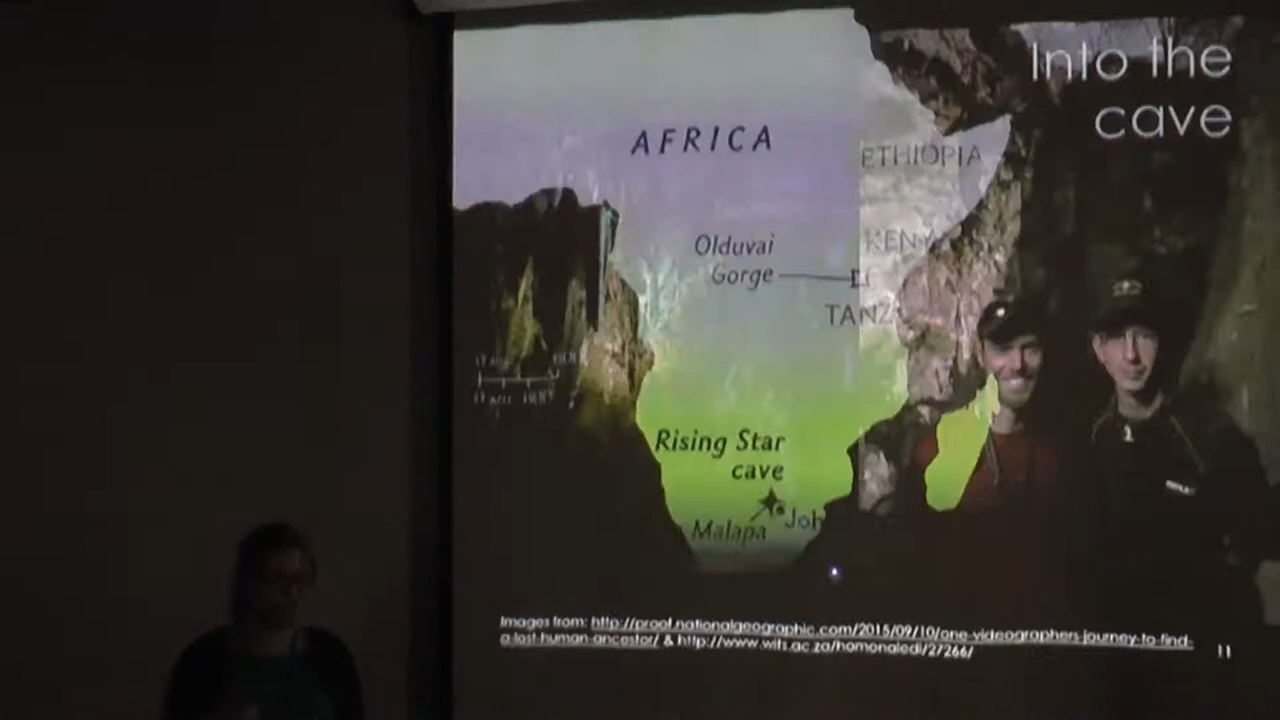 Into the
cave
AFRICA
ETHIOPIA
Olduvai
Gorge
Rising Star
cave
Malapa
Joh
Images from: http://proof.nationalgeographic.com/2015/09/10/one-videographers-journey-to-find-
a-lost-human-ancestor/ & http://www.wits.ac.za/homonaledi/27266/
11